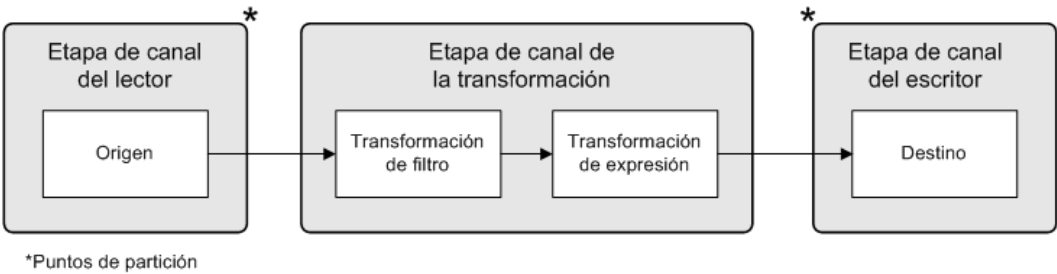 *
*
Etapa de canal
del lector
Origen
Etapa de canal de
la transformación
Transformación
de filtro
Transformación
de expresión
Etapa de canal
del escritor
Destino
*Puntos de partición